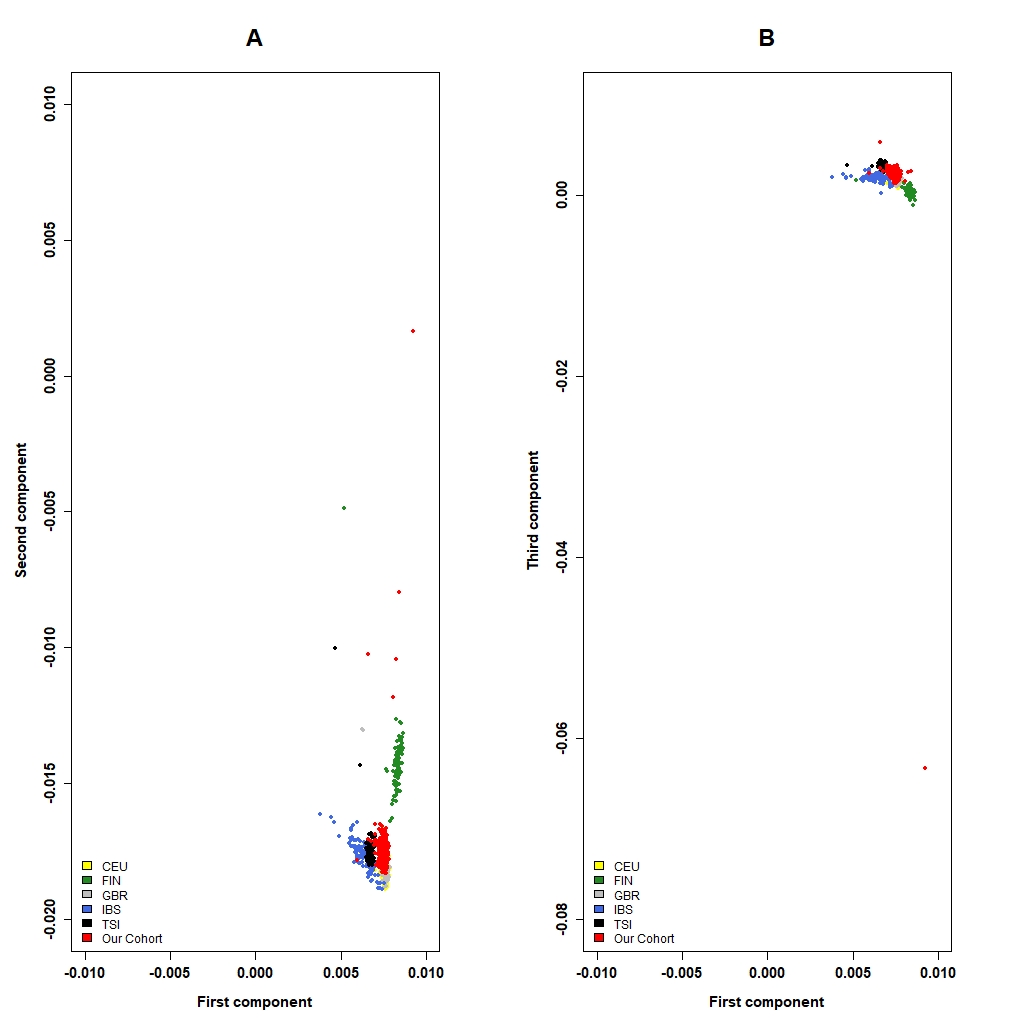 A
B
0.010
0.005
0.000
-0.005
-0.010
-0.015
-0.020
Second component
-0.010
-0.005
0.000
0.005
0.010
First component
CEU
FIN
GBR
IBS
TSI
Our Cohort
0.00
-0.02
-0.04
-0.06
-0.08
Third component
-0.010
-0.005
0.000
0.005
0.010
First component
CEU
FIN
GBR
IBS
TSI
Our Cohort